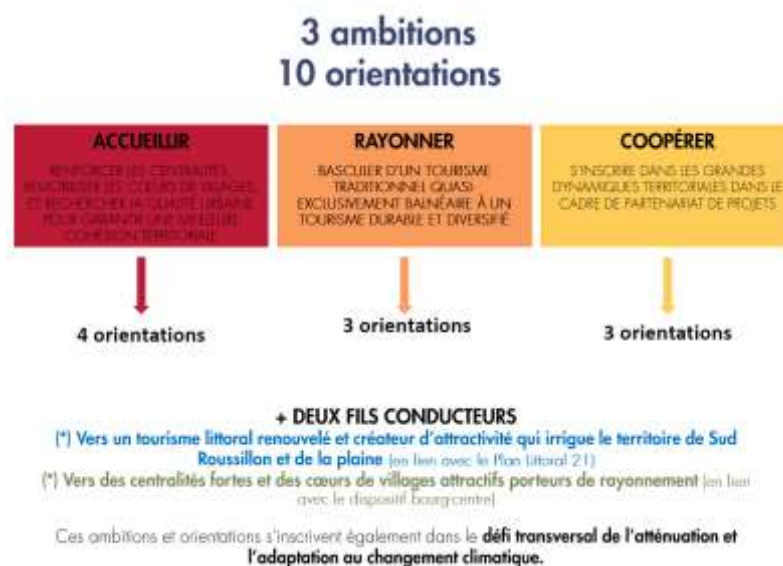 3 ambitions
10 orientations
ACCUEILLIR
RENFORCER LES CENTRALITÉS,
REMOBILISER LES CŒURS DE VILLAGES,
ET RECHERCHER LA QUALITÉ URBAINE
POUR GARANTIR UNE MEILLEURE
COHÉSION TERRITORIALE
4 orientations
RAYONNER
BASCULER D'UN TOURISME
TRADITIONNEL QUASI-
EXCLUSIVEMENT BALNÉAIRE À UN
TOURISME DURABLE ET DIVERSIFIÉ
3 orientations
COOPÉRER
S'INSCRIRE DANS LES GRANDES
DYNAMIQUES TERRITORIALES DANS LE
CADRE DE PARTENARIAT DE PROJETS
3 orientations
+ DEUX FILS CONDUCTEURS
(*) Vers un tourisme littoral renouvelé et créateur d'attractivité qui irrigue le territoire de Sud
Roussillon et de la plaine (en lien avec le Plan Littoral 21)
(*) Vers des centralités fortes et des cœurs de villages attractifs porteurs de rayonnement (en lien
avec le dispositif bourg-centre)
Ces ambitions et orientations s'inscrivent également dans le défi transversal de l'atténuation et
l'adaptation au changement climatique.